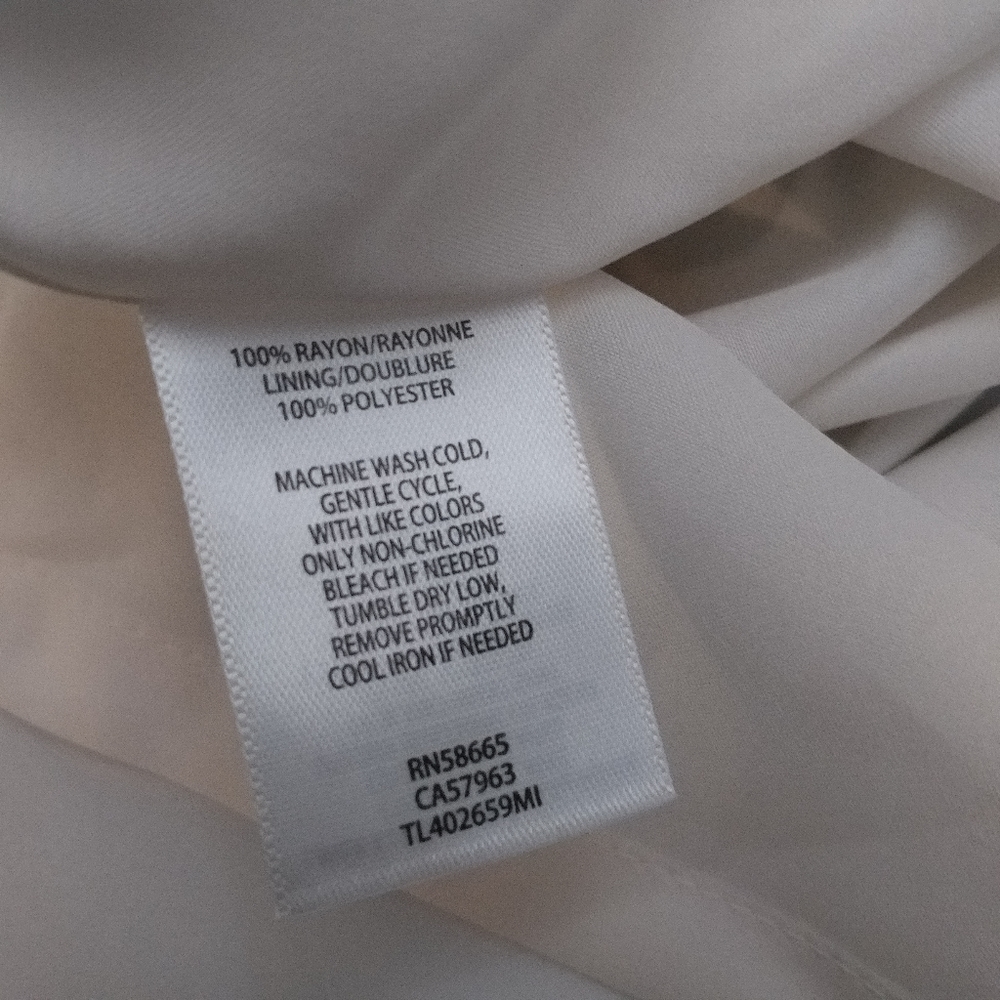 100% RAYON/RAYONNE
LINING/DOUBLURE
100% POLYESTER
MACHINE WASH COLD,
GENTLE CYCLE,
WITH LIKE COLORS
ONLY NON-CHLORINE
BLEACH IF NEEDED
TUMBLE DRY LOW,
REMOVE PROMPTLY
COOL IRON IF NEEDED
RN58665
CA57963
TL402659MI